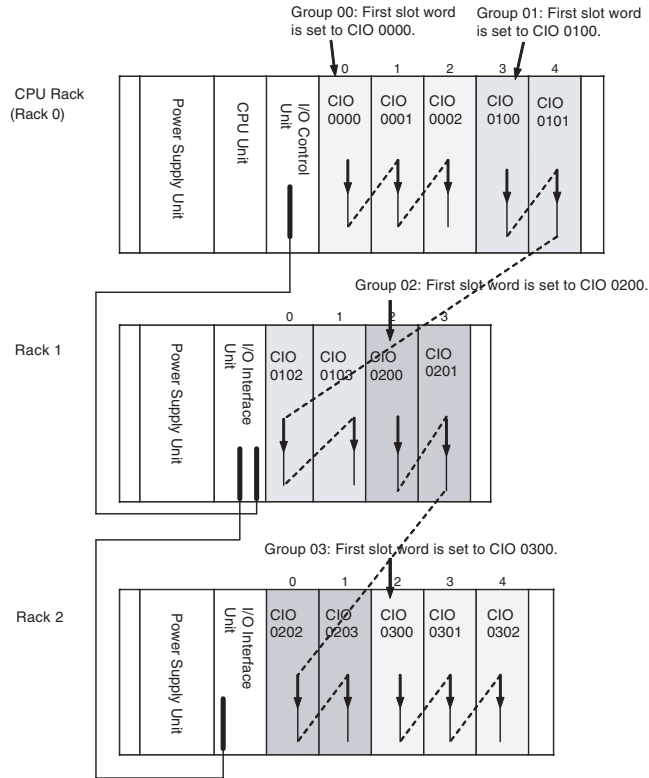 Group 00: First slot word
is set to CIO 0000.
Group 01: First slot word
is set to CIO 0100.
CPU Rack
(Rack 0)
0 1 2 3 4
Power Supply Unit
CPU Unit
I/O Control
Unit
CIO
0000
CIO
0001
CIO
0002
CIO
0100
CIO
0101
Group 02: First slot word is set to CIO 0200.
Rack 1
0 1 2 3
Power Supply Unit
I/O Interface
Unit
CIO
0102
CIO
0103
CIO
0200
CIO
0201
Group 03: First slot word is set to CIO 0300.
Rack 2
0 1 2 3 4
Power Supply Unit
I/O Interface
Unit
CIO
0202
CIO
0203
CIO
0300
CIO
0301
CIO
0302